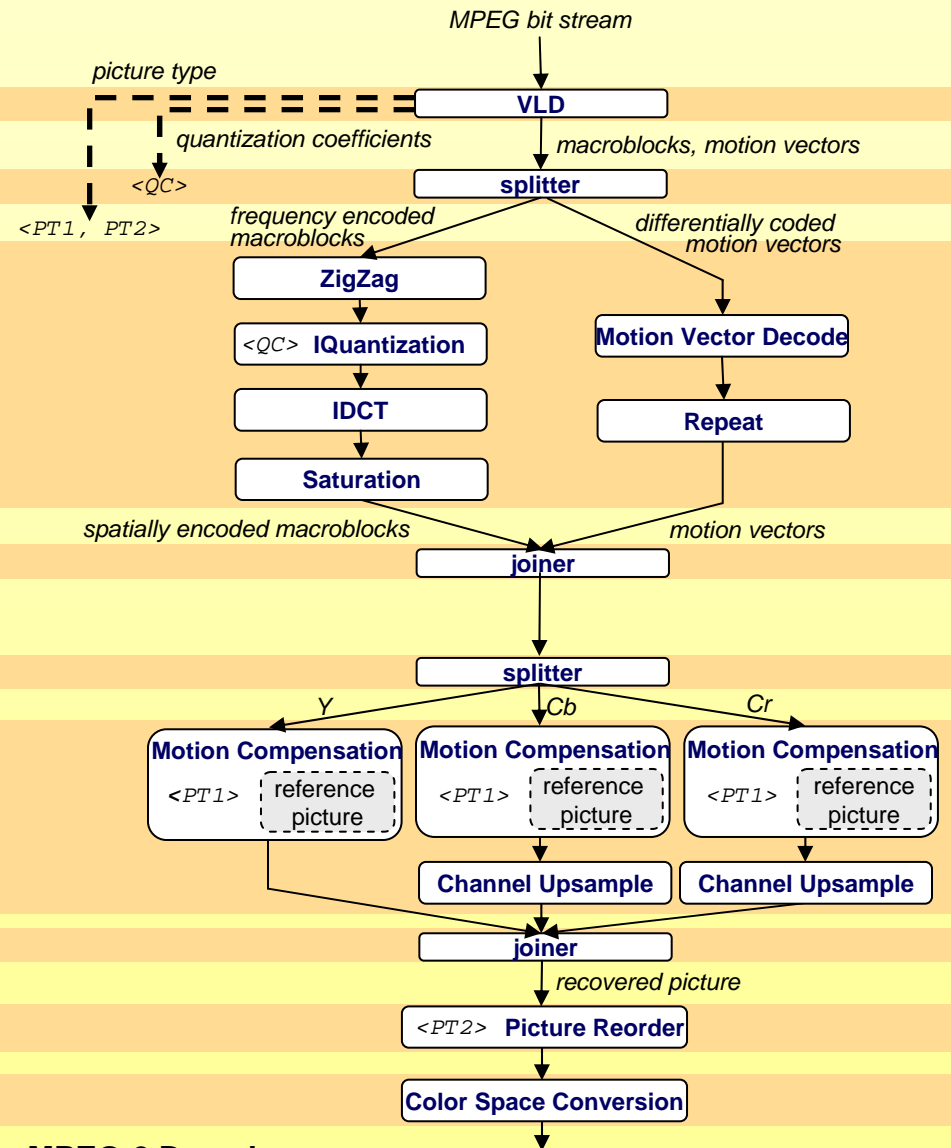 MPEG bit stream
picture type
VLD
quantization coefficients
macroblocks, motion vectors
<QC>
splitter
<PT1, PT2>
frequency encoded
macroblocks
differentially coded
motion vectors
ZigZag
<QC> IQuantization
Motion Vector Decode
IDCT
Repeat
Saturation
spatially encoded macroblocks
motion vectors
joiner
splitter
Y
Cb
Cr
Motion Compensation
<PT1>
reference
picture
Motion Compensation
<PT1>
reference
picture
Motion Compensation
<PT1>
reference
picture
Channel Upsample
Channel Upsample
joiner
recovered picture
<PT2> Picture Reorder
Color Space Conversion